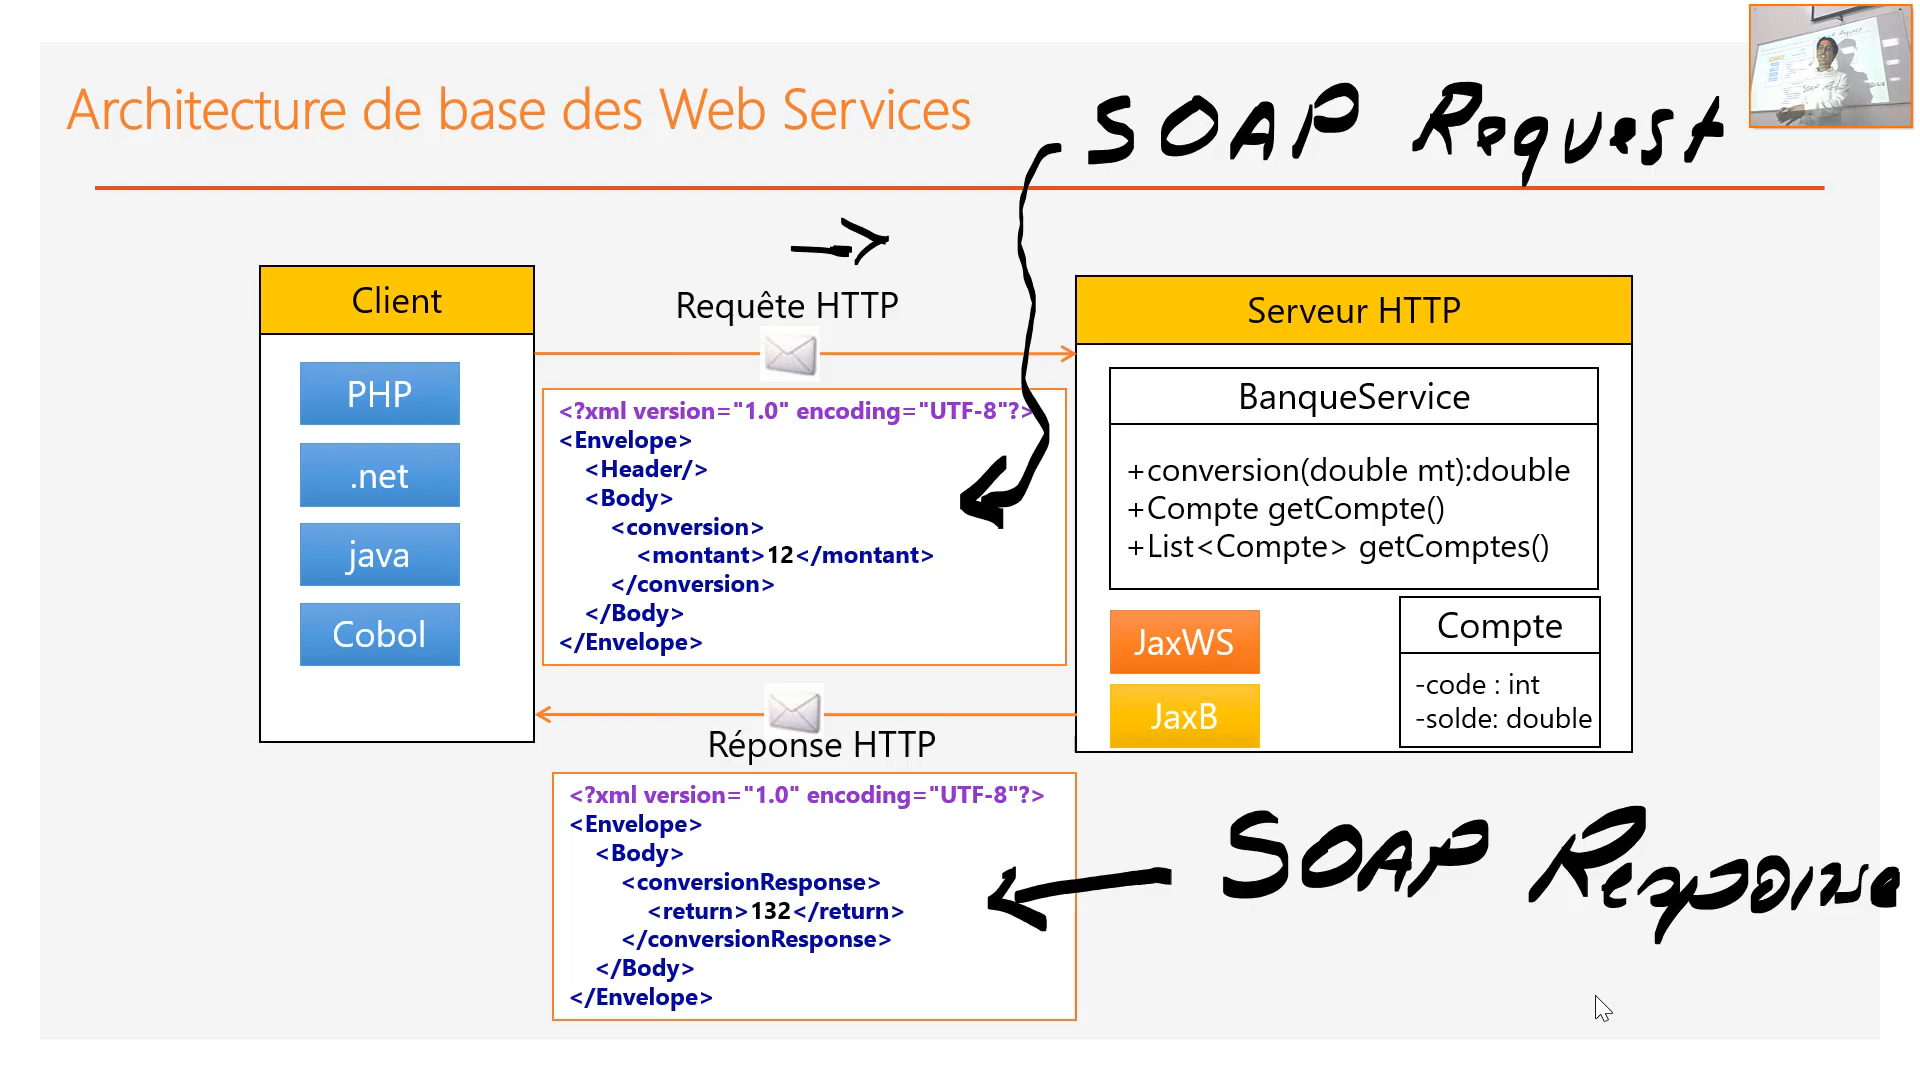 Architecture de base des Web Services
SOAP Request
Client
PHP
.net
java
Cobol
Requête HTTP
<?xml version="1.0" encoding="UTF-8"?>
<Envelope>
<Header/>
<Body>
<conversion>
<montant>12</montant>
</conversion>
</Body>
</Envelope>
Serveur HTTP
BanqueService
+conversion(double mt):double
+Compte getCompte()
+List<Compte> getComptes()
JaxWS
JaxB
Compte
-code : int
-solde: double
Réponse HTTP
<?xml version="1.0" encoding="UTF-8"?>
<Envelope>
<Body>
<conversionResponse>
<return>132</return>
</conversionResponse>
</Body>
</Envelope>
SOAP Response